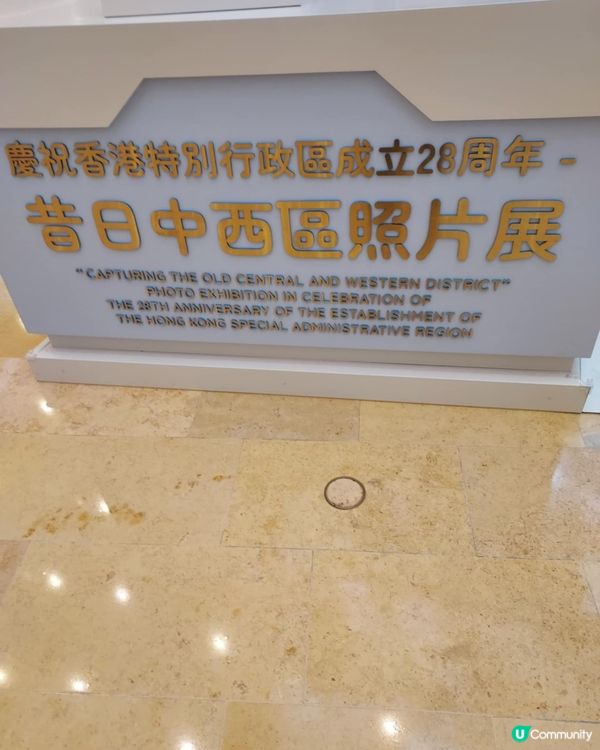 慶祝香港特別行政區成立28周年 -
昔日中西區照片展
"CAPTURING THE OLD CENTRAL AND WESTERN DISTRICT"
PHOTO EXHIBITION IN CELEBRATION OF
THE 28TH ANNIVERSARY OF THE ESTABLISHMENT OF
THE HONG KONG SPECIAL ADMINISTRATIVE REGION
U Community